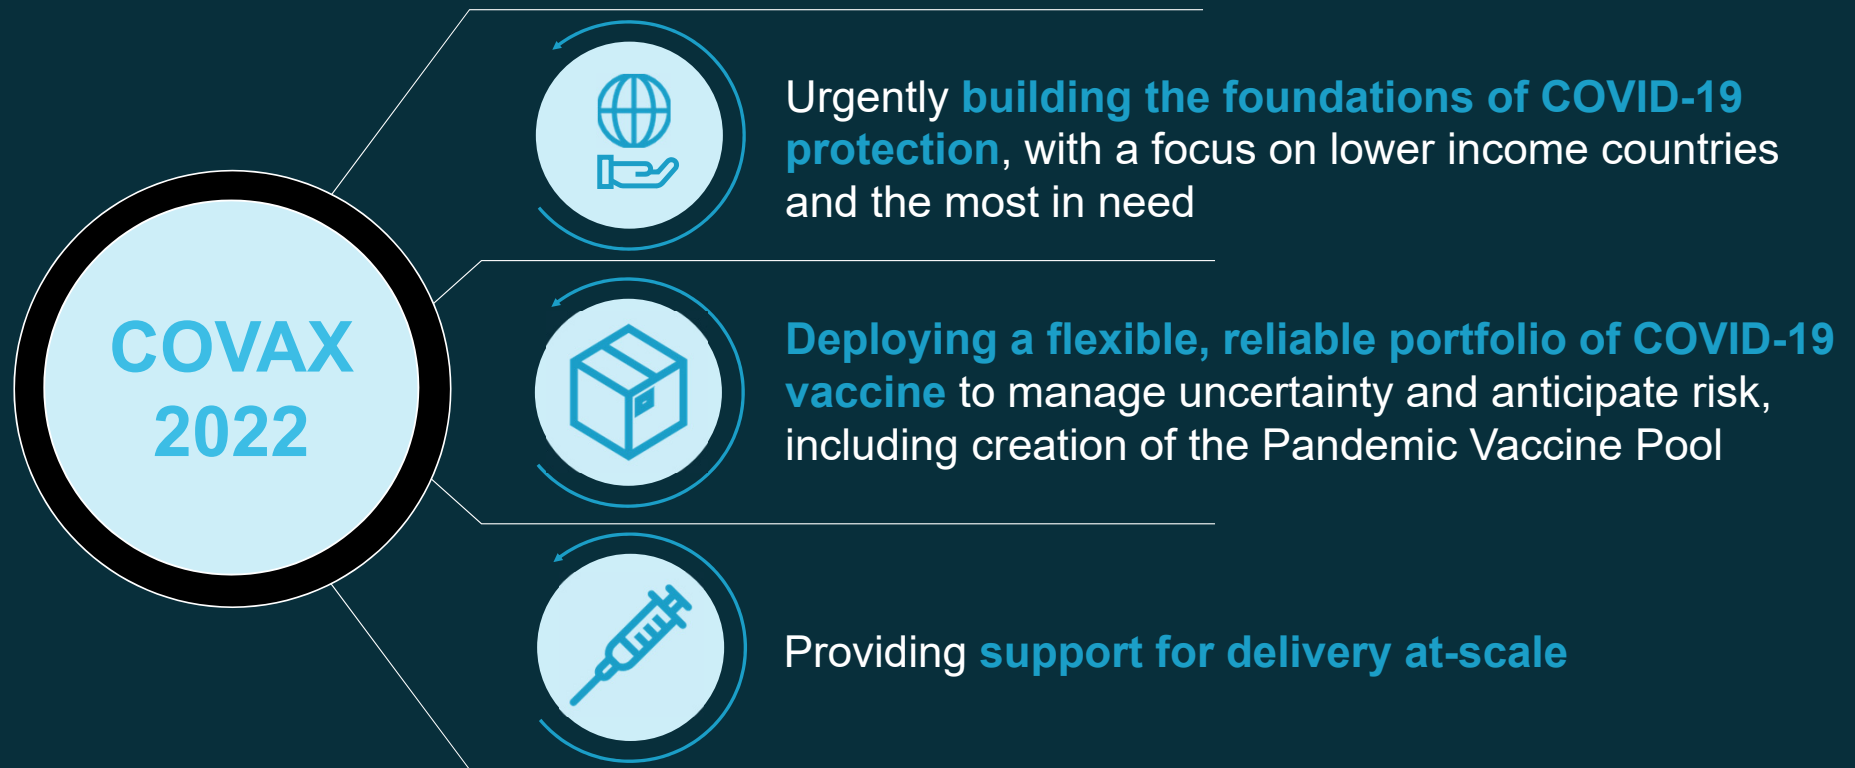 COVAX
2022
Urgently building the foundations of COVID-19
protection, with a focus on lower income countries
and the most in need
Deploying a flexible, reliable portfolio of COVID-19
vaccine to manage uncertainty and anticipate risk,
including creation of the Pandemic Vaccine Pool
Providing support for delivery at-scale